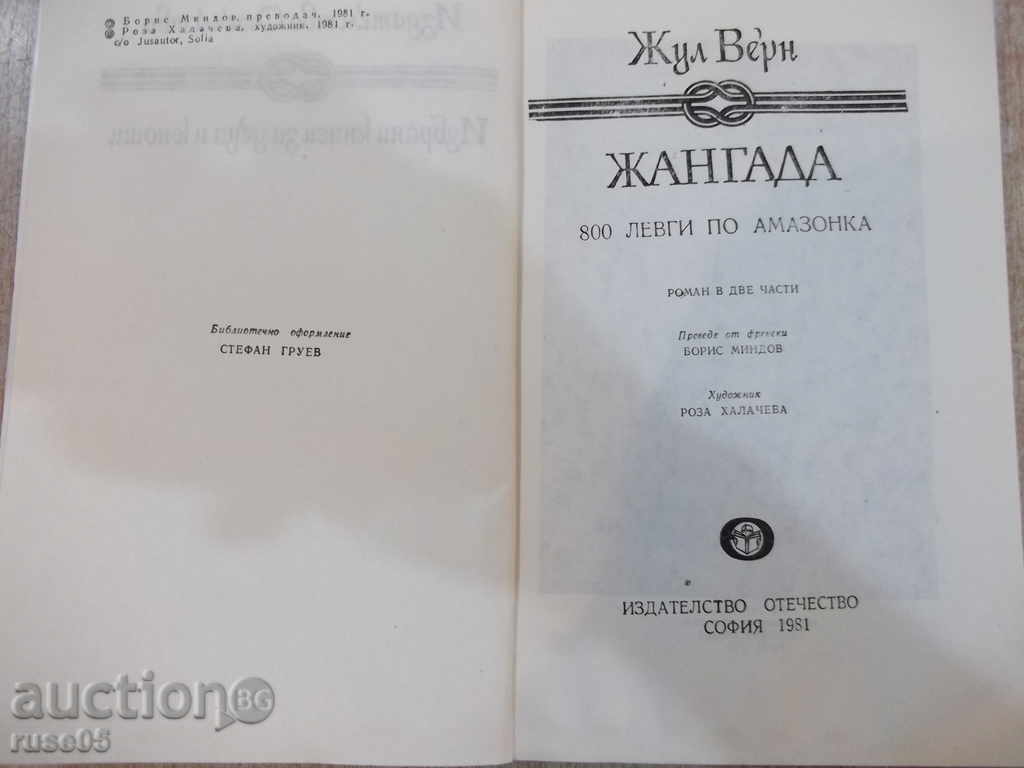 © Борис Миндов, преводач, 1981 г.
© Роза Халачева, художник, 1981 г.
c/o Jusautor, Sofia
Библиотечно оформление
СТЕФАН ГРУЕВ
Жул Верн
ЖАНГАДА
800 ЛЕВГИ ПО АМАЗОНКА
РОМАН В ДВЕ ЧАСТИ
Преведе от френски
БОРИС МИНДОВ
Художник
РОЗА ХАЛАЧЕВА
ИЗДАТЕЛСТВО ОТЕЧЕСТВО
СОФИЯ 1981
auction.BG
ruse05